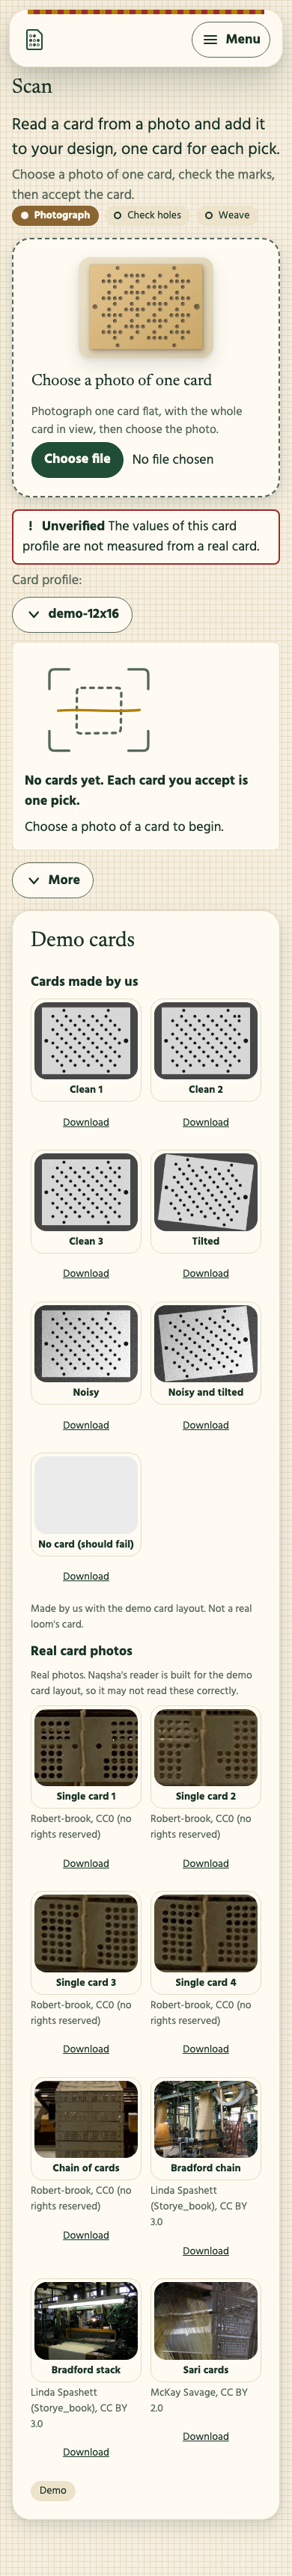 Menu
Scan
Read a card from a photo and add it
to your design, one card for each pick.
Choose a photo of one card, check the marks,
then accept the card.
Photograph Check holes Weave
Choose a photo of one card
Photograph one card flat, with the whole
card in view, then choose the photo.
Choose file No file chosen
! Unverified The values of this card
profile are not measured from a real card.
Card profile:
demo-12x16
No cards yet. Each card you accept is
one pick.
Choose a photo of a card to begin.
More
Demo cards
Cards made by us
Clean 1 Clean 2
Download Download
Clean 3 Tilted
Download Download
Noisy Noisy and tilted
Download Download
No card (should fail)
Download
Made by us with the demo card layout. Not a real
loom's card.
Real card photos
Real photos. Naqsha's reader is built for the demo
card layout, so it may not read these correctly.
Single card 1 Single card 2
Robert-brook, CC0 (no Robert-brook, CC0 (no
rights reserved) rights reserved)
Download Download
Single card 3 Single card 4
Robert-brook, CC0 (no Robert-brook, CC0 (no
rights reserved) rights reserved)
Download Download
Chain of cards Bradford chain
Robert-brook, CC0 (no Linda Spashett
rights reserved) (Storye_book), CC BY
3.0
Download
Download
Bradford stack Sari cards
Linda Spashett McKay Savage, CC BY
(Storye_book), CC BY 2.0
3.0
Download
Download
Demo